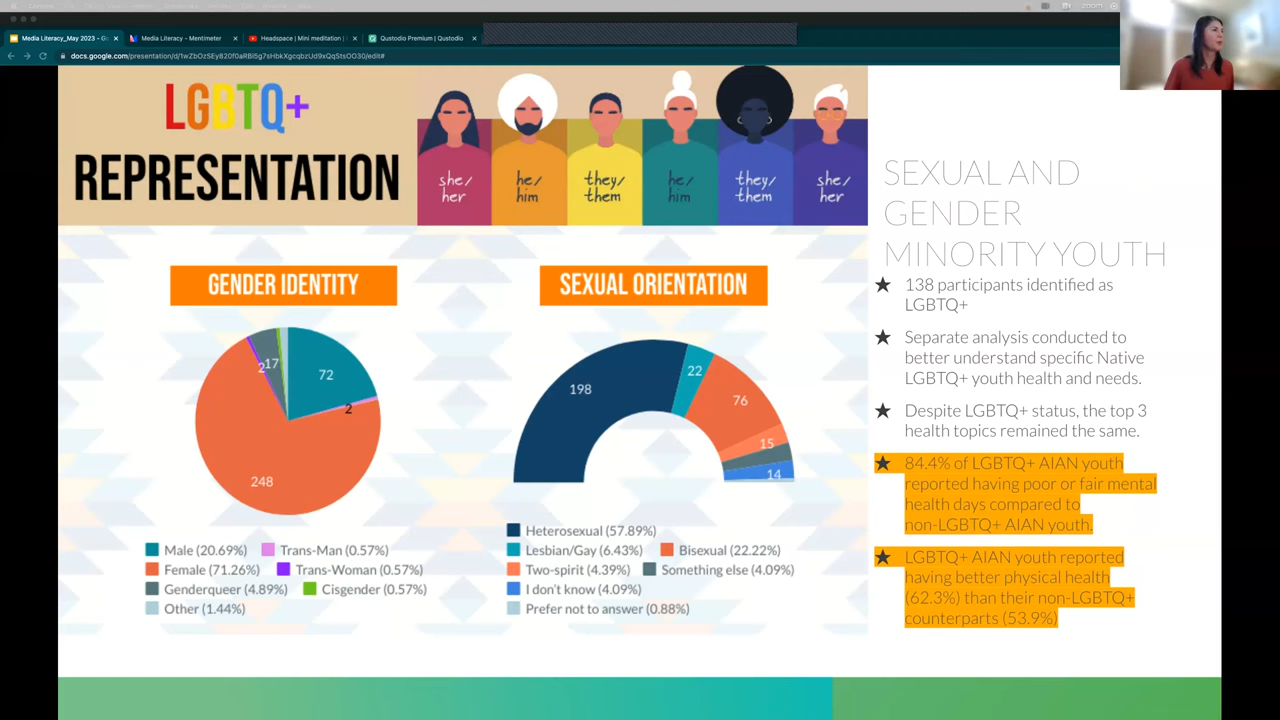 zoom
Media Literacy_May 2023 - G
Media Literacy - Mentimeter
Headspace | Mini meditation |
Qustodio Premium | Qustodio
LGBTQ+
REPRESENTATION
she/
her
he/
him
they/
them
he/
him
they/
them
she/
her
GENDER IDENTITY
72
2
248
2
17
Male (20.69%)
Trans-Man (0.57%)
Female (71.26%)
Trans-Woman (0.57%)
Genderqueer (4.89%)
Cisgender (0.57%)
Other (1.44%)
SEXUAL ORIENTATION
198
22
76
15
14
Heterosexual (57.89%)
Lesbian/Gay (6.43%)
Bisexual (22.22%)
Two-spirit (4.39%)
Something else (4.09%)
I don't know (4.09%)
Prefer not to answer (0.88%)
SEXUAL AND
GENDER
MINORITY YOUTH
138 participants identified as
LGBTQ+
Separate analysis conducted to
better understand specific Native
LGBTQ+ youth health and needs.
Despite LGBTQ+ status, the top 3
health topics remained the same.
84.4% of LGBTQ+ AIAN youth
reported having poor or fair mental
health days compared to
non-LGBTQ+ AIAN youth.
LGBTQ+ AIAN youth reported
having better physical health
(62.3%) than their non-LGBTQ+
counterparts (53.9%)